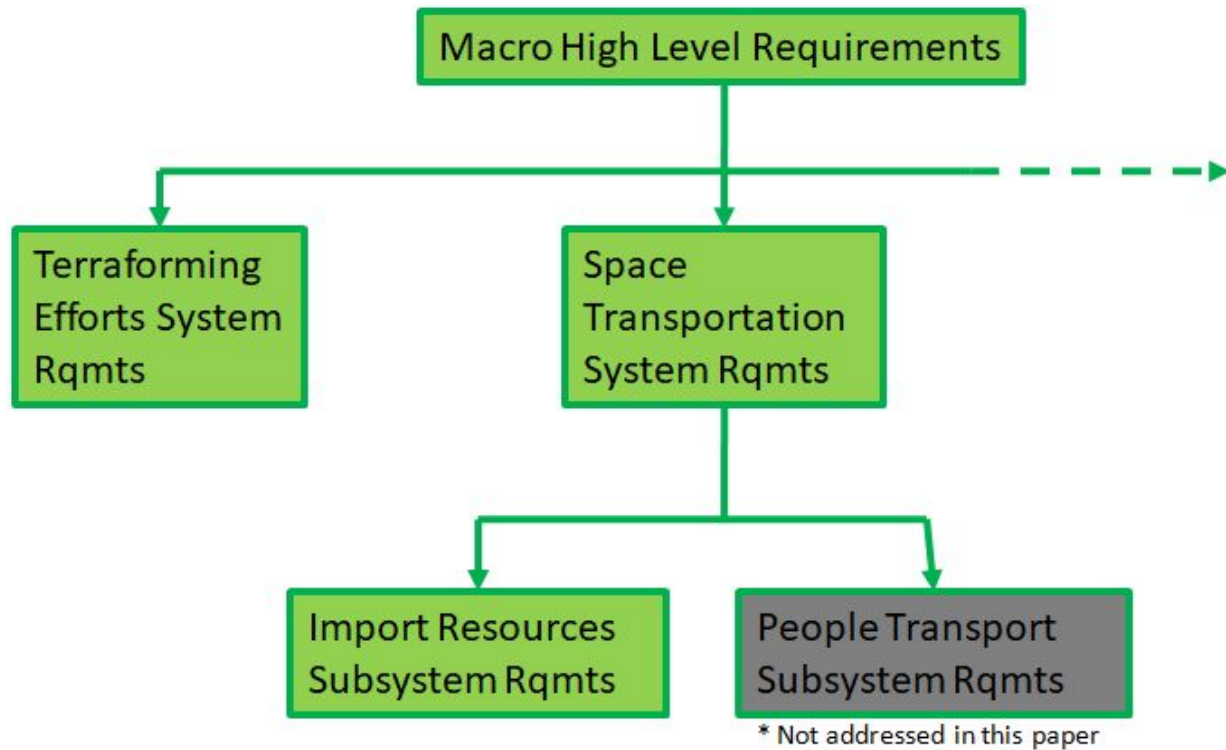 Macro High Level Requirements
Terraforming
Efforts System
Rqmts
Space
Transportation
System Rqmts
Import Resources
Subsystem Rqmts
People Transport
Subsystem Rqmts
* Not addressed in this paper